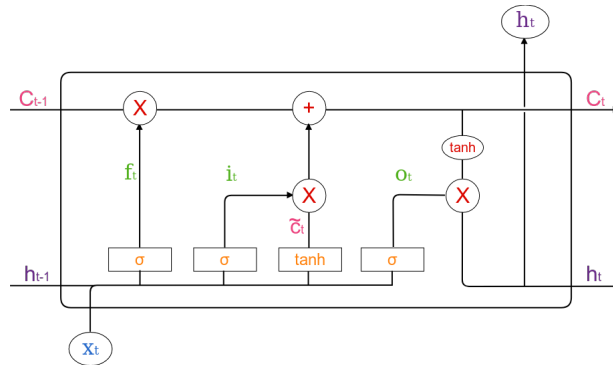 hₜ
Cₜ₋₁ X + Cₜ
tanh
fₜ iₜ X oₜ X
c̃ₜ
σ σ tanh σ
hₜ₋₁ hₜ
xₜ